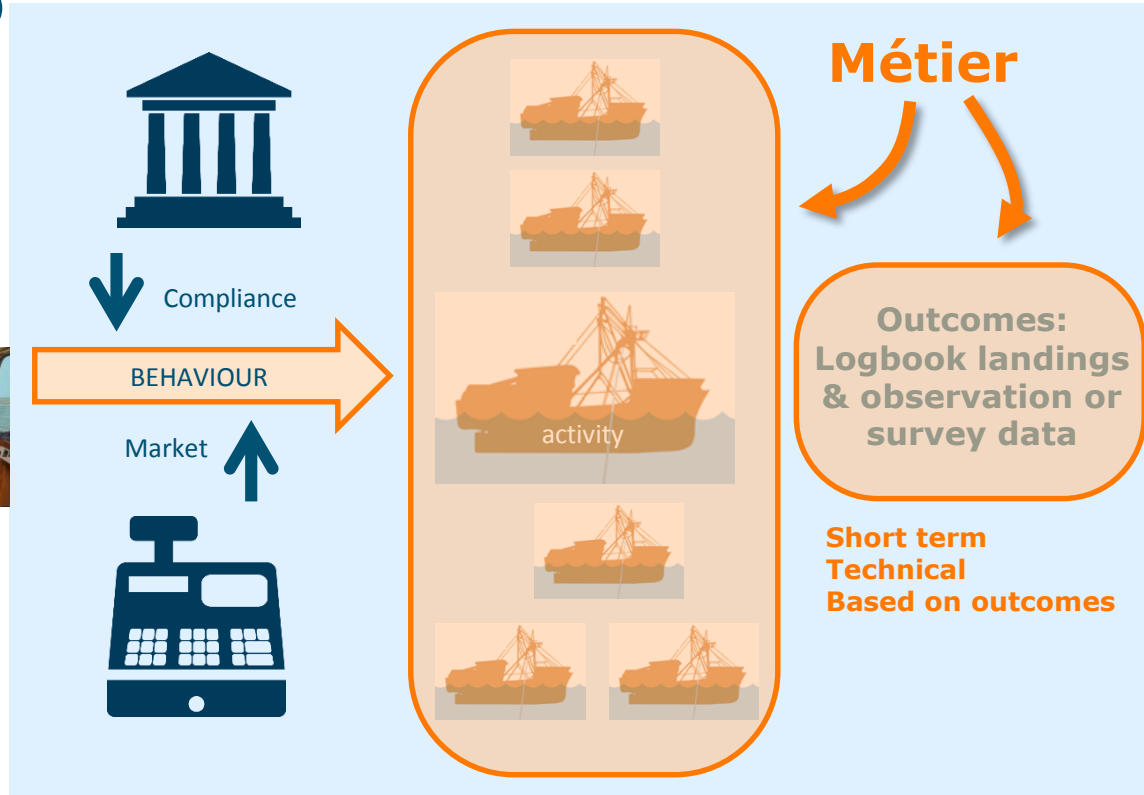 Métier
Compliance
BEHAVIOUR
Market
activity
Outcomes:
Logbook landings
& observation or
survey data
Short term
Technical
Based on outcomes